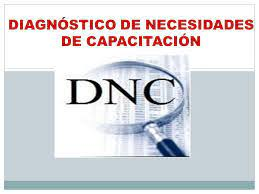 DIAGNÓSTICO DE NECESIDADES
DE CAPACITACIÓN
DNC